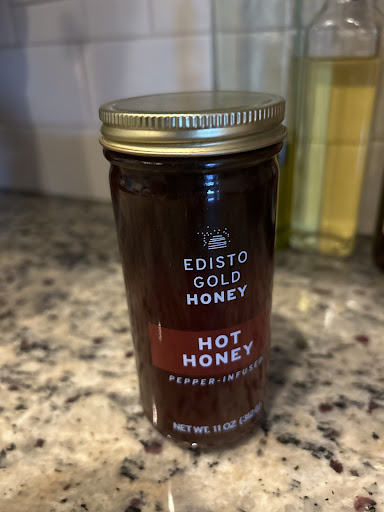 EDISTO
GOLD
HONEY
HOT
HONEY
PEPPER-INFUSED
NET WT. 11 OZ